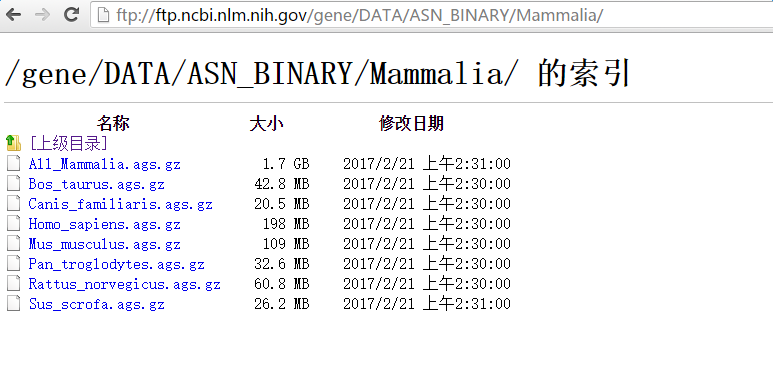 ftp://ftp.ncbi.nlm.nih.gov/gene/DATA/ASN_BINARY/Mammalia/
/gene/DATA/ASN_BINARY/Mammalia/ 的索引
名称 大小 修改日期
[上级目录]
All_Mammalia.ags.gz 1.7 GB 2017/2/21 上午2:31:00
Bos_taurus.ags.gz 42.8 MB 2017/2/21 上午2:30:00
Canis_familiaris.ags.gz 20.5 MB 2017/2/21 上午2:30:00
Homo_sapiens.ags.gz 198 MB 2017/2/21 上午2:30:00
Mus_musculus.ags.gz 109 MB 2017/2/21 上午2:30:00
Pan_troglodytes.ags.gz 32.6 MB 2017/2/21 上午2:30:00
Rattus_norvegicus.ags.gz 60.8 MB 2017/2/21 上午2:30:00
Sus_scrofa.ags.gz 26.2 MB 2017/2/21 上午2:31:00